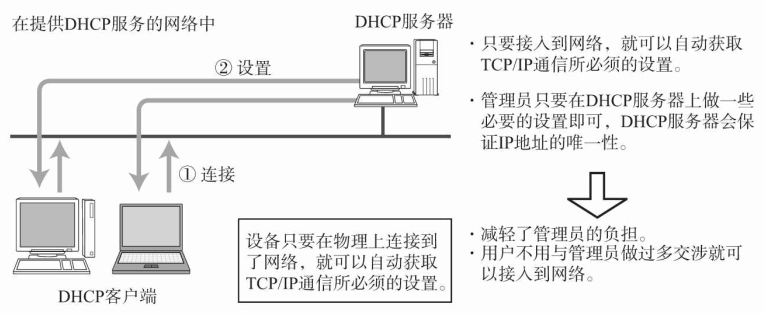 在提供DHCP服务的网络中
DHCP服务器
② 设置
① 连接
DHCP客户端
设备只要在物理上连接到
了网络，就可以自动获取
TCP/IP通信所必须的设置。
· 只要接入到网络，就可以自动获取
TCP/IP通信所必须的设置。
· 管理员只要在DHCP服务器上做一些
必要的设置即可，DHCP服务器会保
证IP地址的唯一性。
· 减轻了管理员的负担。
· 用户不用与管理员做过多交涉就可
以接入到网络。